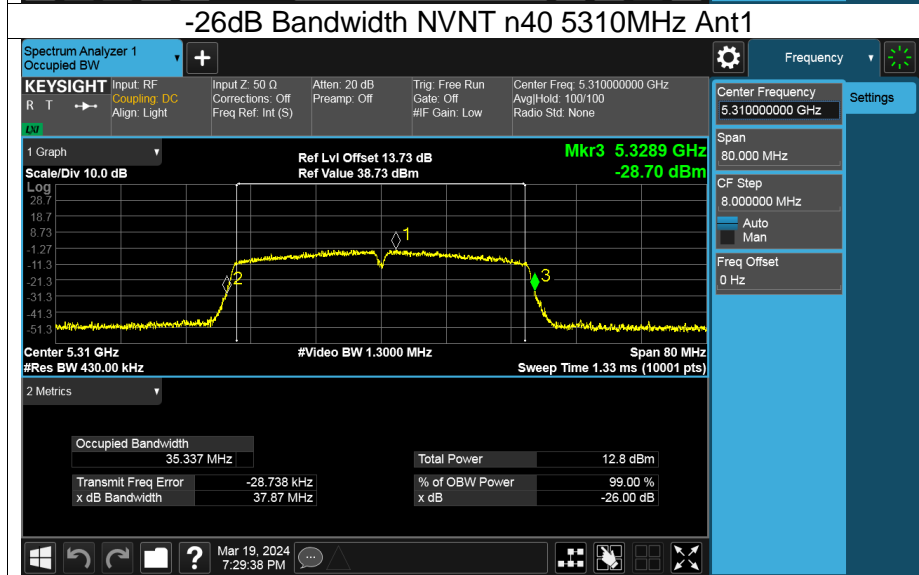 -26dB Bandwidth NVNT n40 5310MHz Ant1
Spectrum Analyzer 1
Occupied BW
+
Frequency
KEYSIGHT
R T
LXI
Input: RF
Coupling: DC
Align: Light
Input Z: 50 Ω
Corrections: Off
Freq Ref: Int (S)
Atten: 20 dB
Preamp: Off
Trig: Free Run
Gate: Off
#IF Gain: Low
Center Freq: 5.310000000 GHz
Avg|Hold: 100/100
Radio Std: None
Center Frequency
5.310000000 GHz
Settings
Span
80.000 MHz
CF Step
8.000000 MHz
Auto
Man
Freq Offset
0 Hz
1 Graph
Scale/Div 10.0 dB
Ref Lvl Offset 13.73 dB
Ref Value 38.73 dBm
Mkr3 5.3289 GHz
-28.70 dBm
Log
28.7
18.7
8.73
-1.27
-11.3
-21.3
-31.3
-41.3
-51.3
1
2
3
Center 5.31 GHz
#Video BW 1.3000 MHz
Span 80 MHz
#Res BW 430.00 kHz
Sweep Time 1.33 ms (10001 pts)
2 Metrics
Occupied Bandwidth
35.337 MHz
Total Power 12.8 dBm
Transmit Freq Error -28.738 kHz
% of OBW Power 99.00 %
x dB Bandwidth 37.87 MHz
x dB -26.00 dB
?
Mar 19, 2024
7:29:38 PM